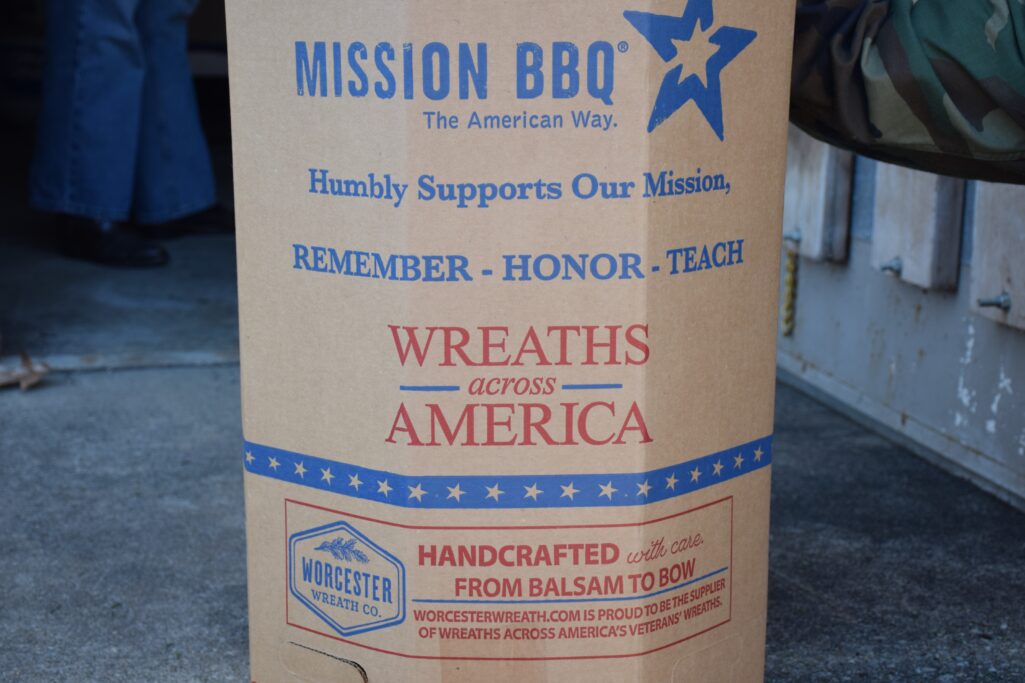 MISSION BBQ®
The American Way.
Humbly Supports Our Mission,
REMEMBER - HONOR - TEACH
WREATHS
across
AMERICA
WORCESTER
WREATH CO.
HANDCRAFTED with care.
FROM BALSAM TO BOW
WORCESTERWREATH.COM IS PROUD TO BE THE SUPPLIER
OF WREATHS ACROSS AMERICA'S VETERANS' WREATHS.